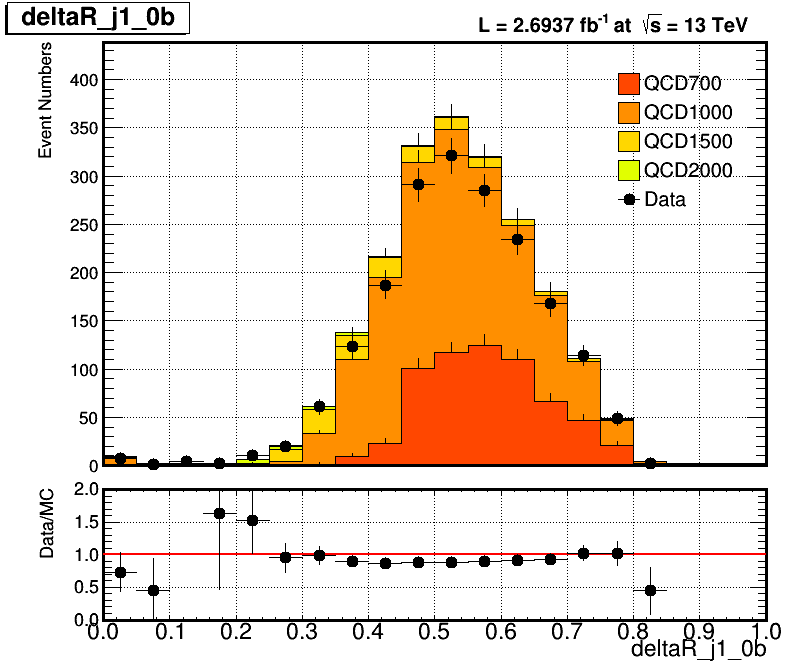 deltaR_j1_0b
L = 2.6937 fb-1 at √s = 13 TeV
Event Numbers
400
350
300
250
200
150
100
50
0
QCD700
QCD1000
QCD1500
QCD2000
Data
Data/MC
2.0
1.5
1.0
0.5
0.0
0.0 0.1 0.2 0.3 0.4 0.5 0.6 0.7 0.8 0.9 1.0
deltaR_j1_0b